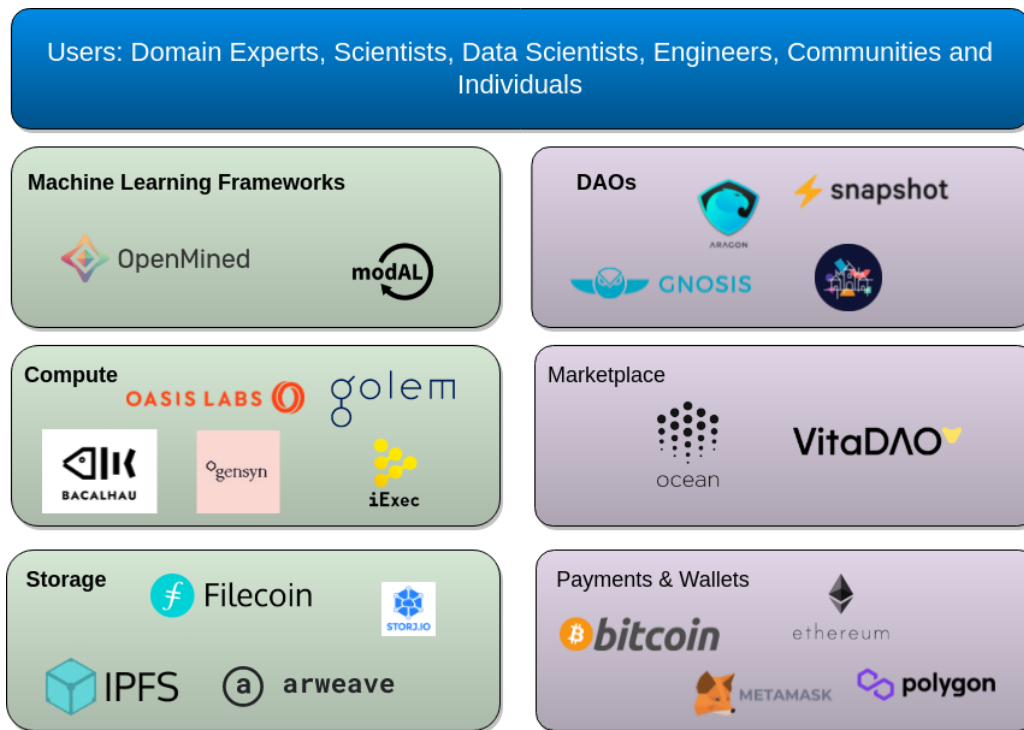 Users: Domain Experts, Scientists, Data Scientists, Engineers, Communities and
Individuals
Machine Learning Frameworks
OpenMined
modAL
DAOs
ARAGON
snapshot
GNOSIS
Compute
OASIS LABS
golem
BACALHAU
gensyn
iExec
Marketplace
ocean
VitaDAO
Storage
Filecoin
STORJ.IO
IPFS
a arweave
Payments & Wallets
ethereum
bitcoin
METAMASK
polygon